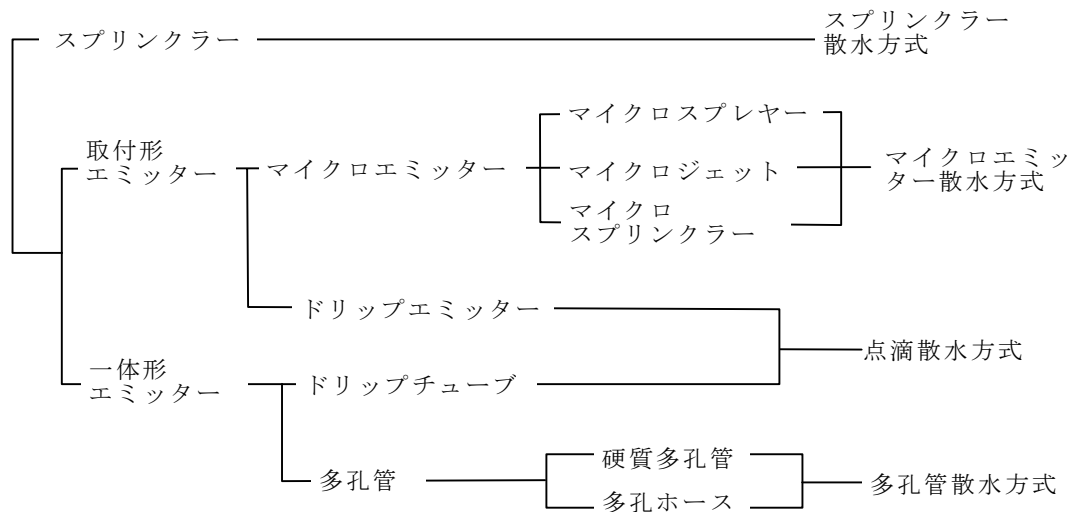 スプリンクラー
スプリンクラー
散水方式
取付形
エミッター
マイクロエミッター
マイクロスプレヤー
マイクロジェット
マイクロ
スプリンクラー
マイクロエミッ
ター散水方式
ドリップエミッター
点滴散水方式
一体形
エミッター
ドリップチューブ
多孔管
硬質多孔管
多孔ホース
多孔管散水方式